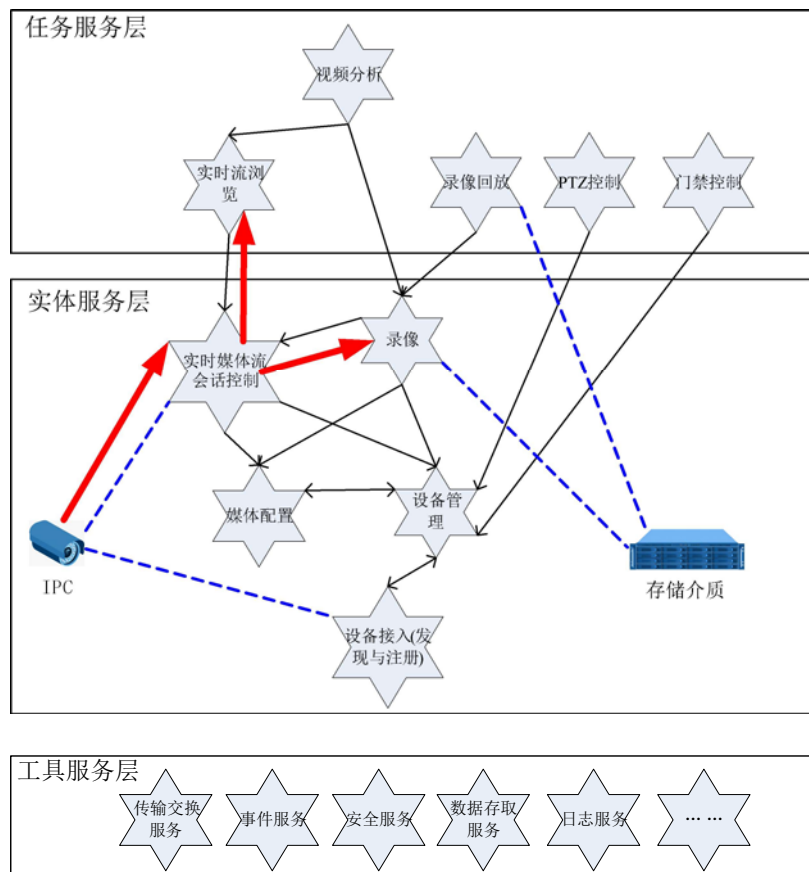 任务服务层
视频分析
实时流浏
览
录像回放
PTZ控制
门禁控制
实体服务层
实时媒体流
会话控制
录像
媒体配置
设备管
理
IPC
存储介质
设备接入(发
现与注册)
工具服务层
传输交换
服务
事件服务
安全服务
数据存取
服务
日志服务
… …